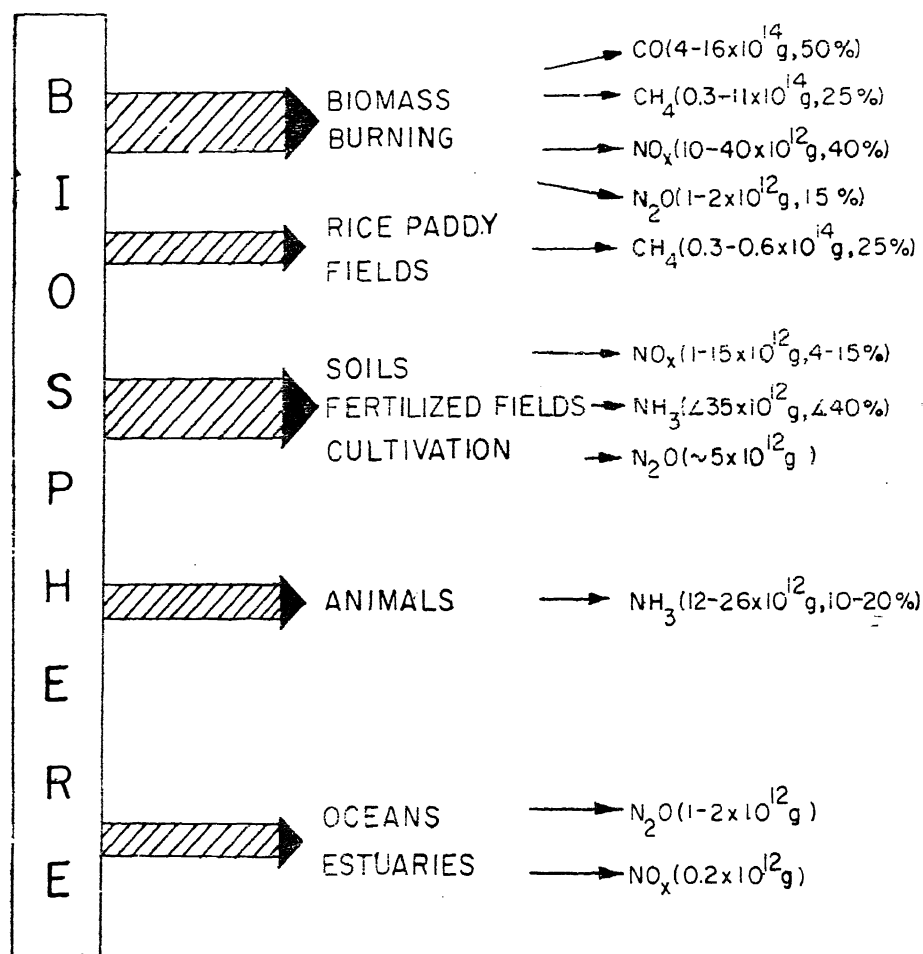 BIOSPHERE
BIOMASS
BURNING
CO(4-16x10¹⁴g,50%)
CH₄(0.3-11x10¹⁴g,25%)
NOₓ(10-40x10¹²g,40%)
N₂O(1-2x10¹²g,15%)
RICE PADDY
FIELDS
CH₄(0.3-0.6x10¹⁴g,25%)
SOILS
FERTILIZED FIELDS
CULTIVATION
NOₓ(1-15x10¹²g,4-15%)
NH₃(∠35x10¹²g,∠40%)
N₂O(~5x10¹²g)
ANIMALS
NH₃(12-26x10¹²g,10-20%)
OCEANS
ESTUARIES
N₂O(1-2x10¹²g)
NOₓ(0.2x10¹²g)